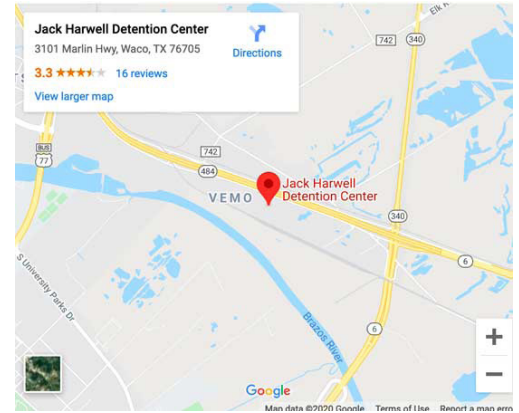 Jack Harwell Detention Center
3101 Marlin Hwy, Waco, TX 76705
Directions
3.3
16 reviews
View larger map
742
340
BUS
77
742
484
VEMO
Jack Harwell
Detention Center
340
6
S University Parks Dr
Brazos River
6
+
−
Google
Map data ©2020 Google Terms of Use Report a map